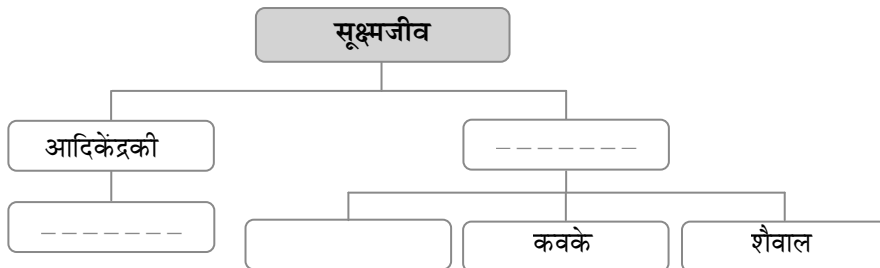 सूक्ष्मजीव
आदिकेंद्रकी
_ _ _ _ _ _ _
_ _ _ _ _ _ _
कवके
शैवाल